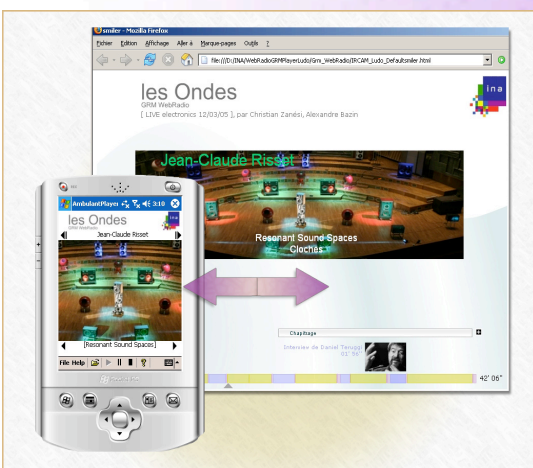 smiler - Mozilla Firefox
Fichier Edition Affichage Aller à Marque-pages Outils ?
file:///D:/INA/WebRadioGRMPlayerLudo/Grm_WebRadio/IRCAM_Ludo_Defaultsmiler.html
les Ondes
GRM WebRadio
[ LIVE electronics 12/03/05 ], par Christian Zanési, Alexandre Bazin
ina
Jean-Claude Risset
Resonant Sound Spaces
Cloches
Chapitrage
Interview de Daniel Teruggi
01' 56"
42' 06"
AmbulantPlayer 3:10
les Ondes
GRM WebRadio
ina
Jean-Claude Risset
[Resonant Sound Spaces]
File Help